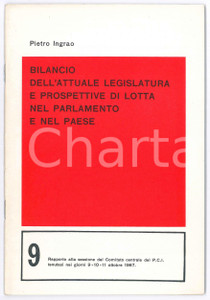 Pietro Ingrao
BILANCIO
DELL'ATTUALE LEGISLATURA
E PROSPETTIVE DI LOTTA
NEL PARLAMENTO
E NEL PAESE
Charta
9
Rapporto alla sessione del Comitato centrale del P.C.I.
tenutasi nei giorni 9-10-11 ottobre 1967.